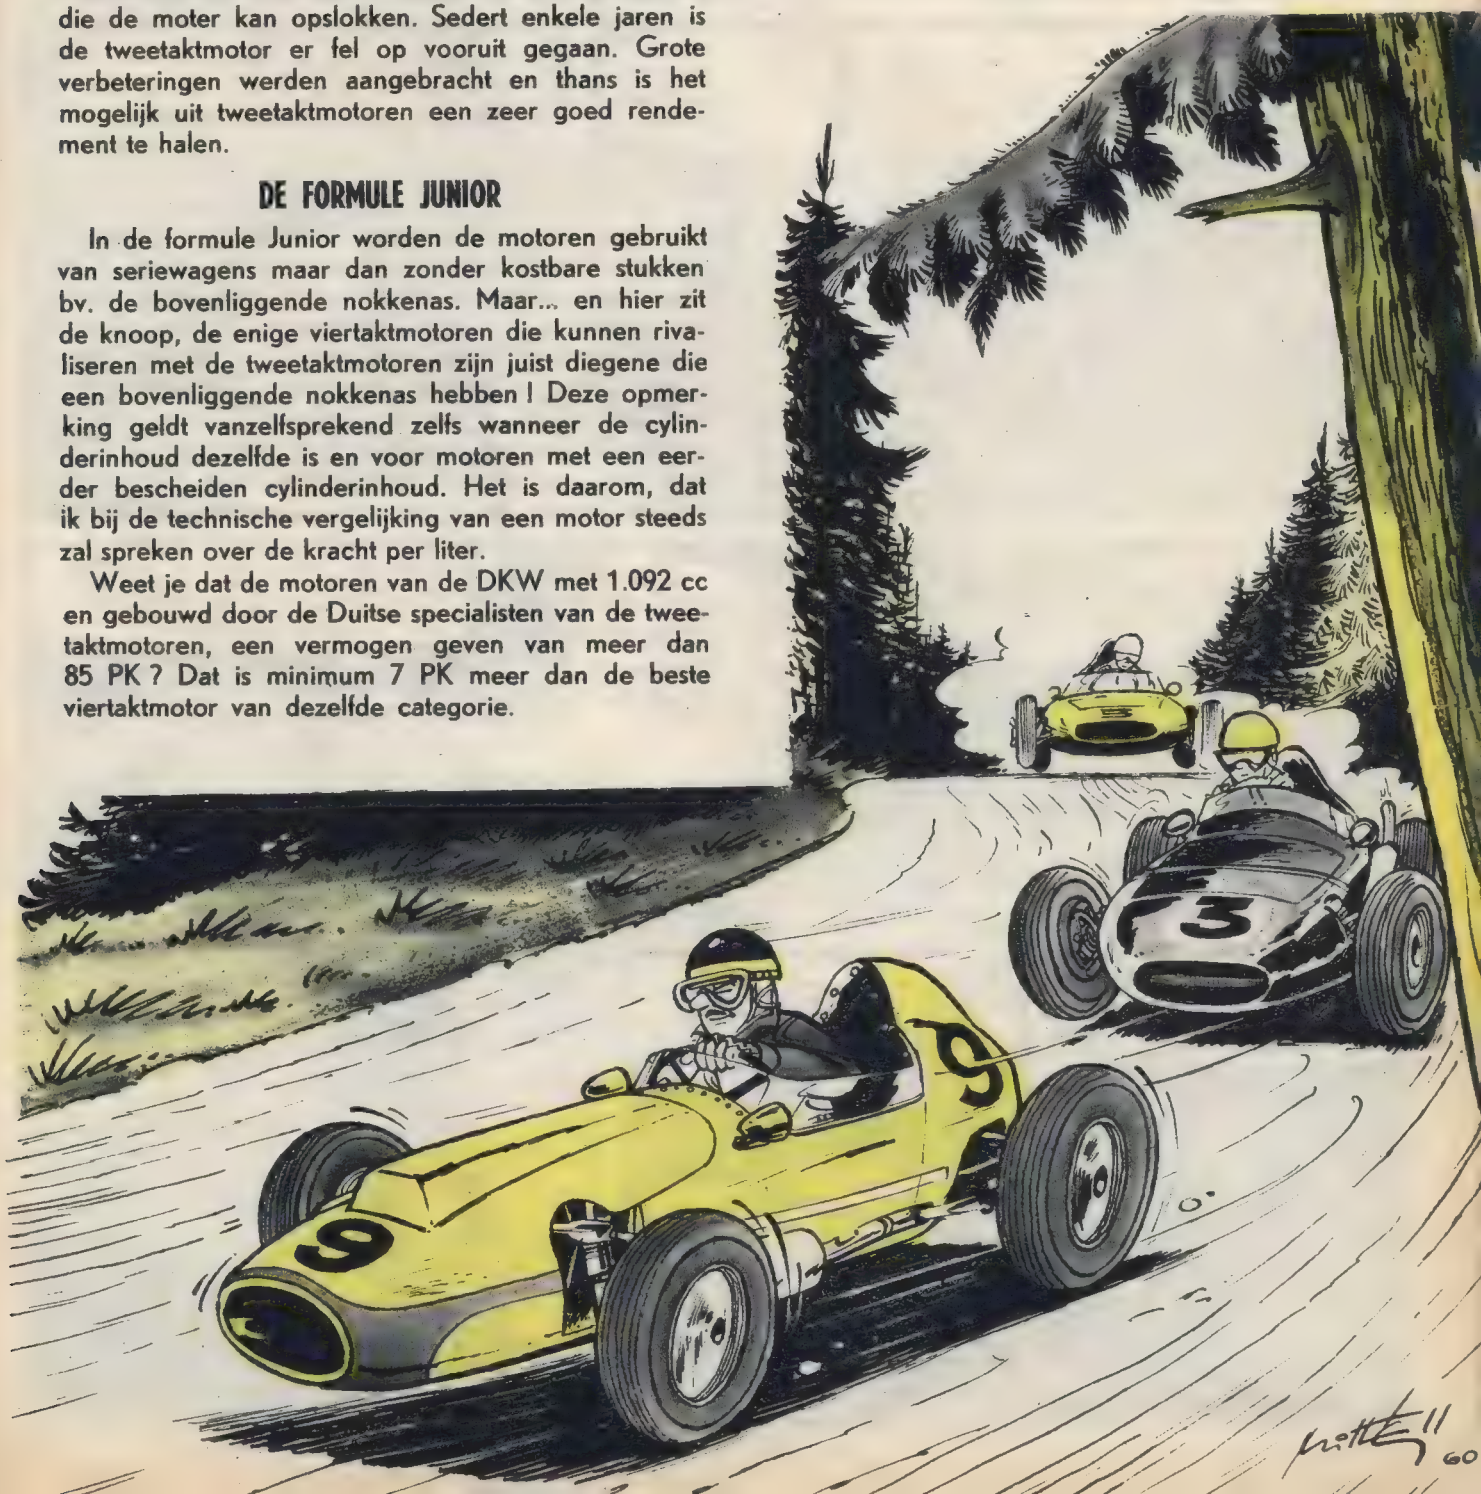 die de moter kan opslokken. Sedert enkele jaren is
de tweetaktmotor er fel op vooruit gegaan. Grote
verbeteringen werden aangebracht en thans is het
mogelijk uit tweetaktmotoren een zeer goed rende-
ment te halen.
DE FORMULE JUNIOR
In de formule Junior worden de motoren gebruikt
van seriewagens maar dan zonder kostbare stukken
bv. de bovenliggende nokkenas. Maar... en hier zit
de knoop, de enige viertaktmotoren die kunnen riva-
liseren met de tweetaktmotoren zijn juist diegene die
een bovenliggende nokkenas hebben ! Deze opmer-
king geldt vanzelfsprekend zelfs wanneer de cylin-
derinhoud dezelfde is en voor motoren met een eer-
der bescheiden cylinderinhoud. Het is daarom, dat
ik bij de technische vergelijking van een motor steeds
zal spreken over de kracht per liter.
Weet je dat de motoren van de DKW met 1.092 cc
en gebouwd door de Duitse specialisten van de twee-
taktmotoren, een vermogen geven van meer dan
85 PK ? Dat is minimum 7 PK meer dan de beste
viertaktmotor van dezelfde categorie.
5
3
9
9
60